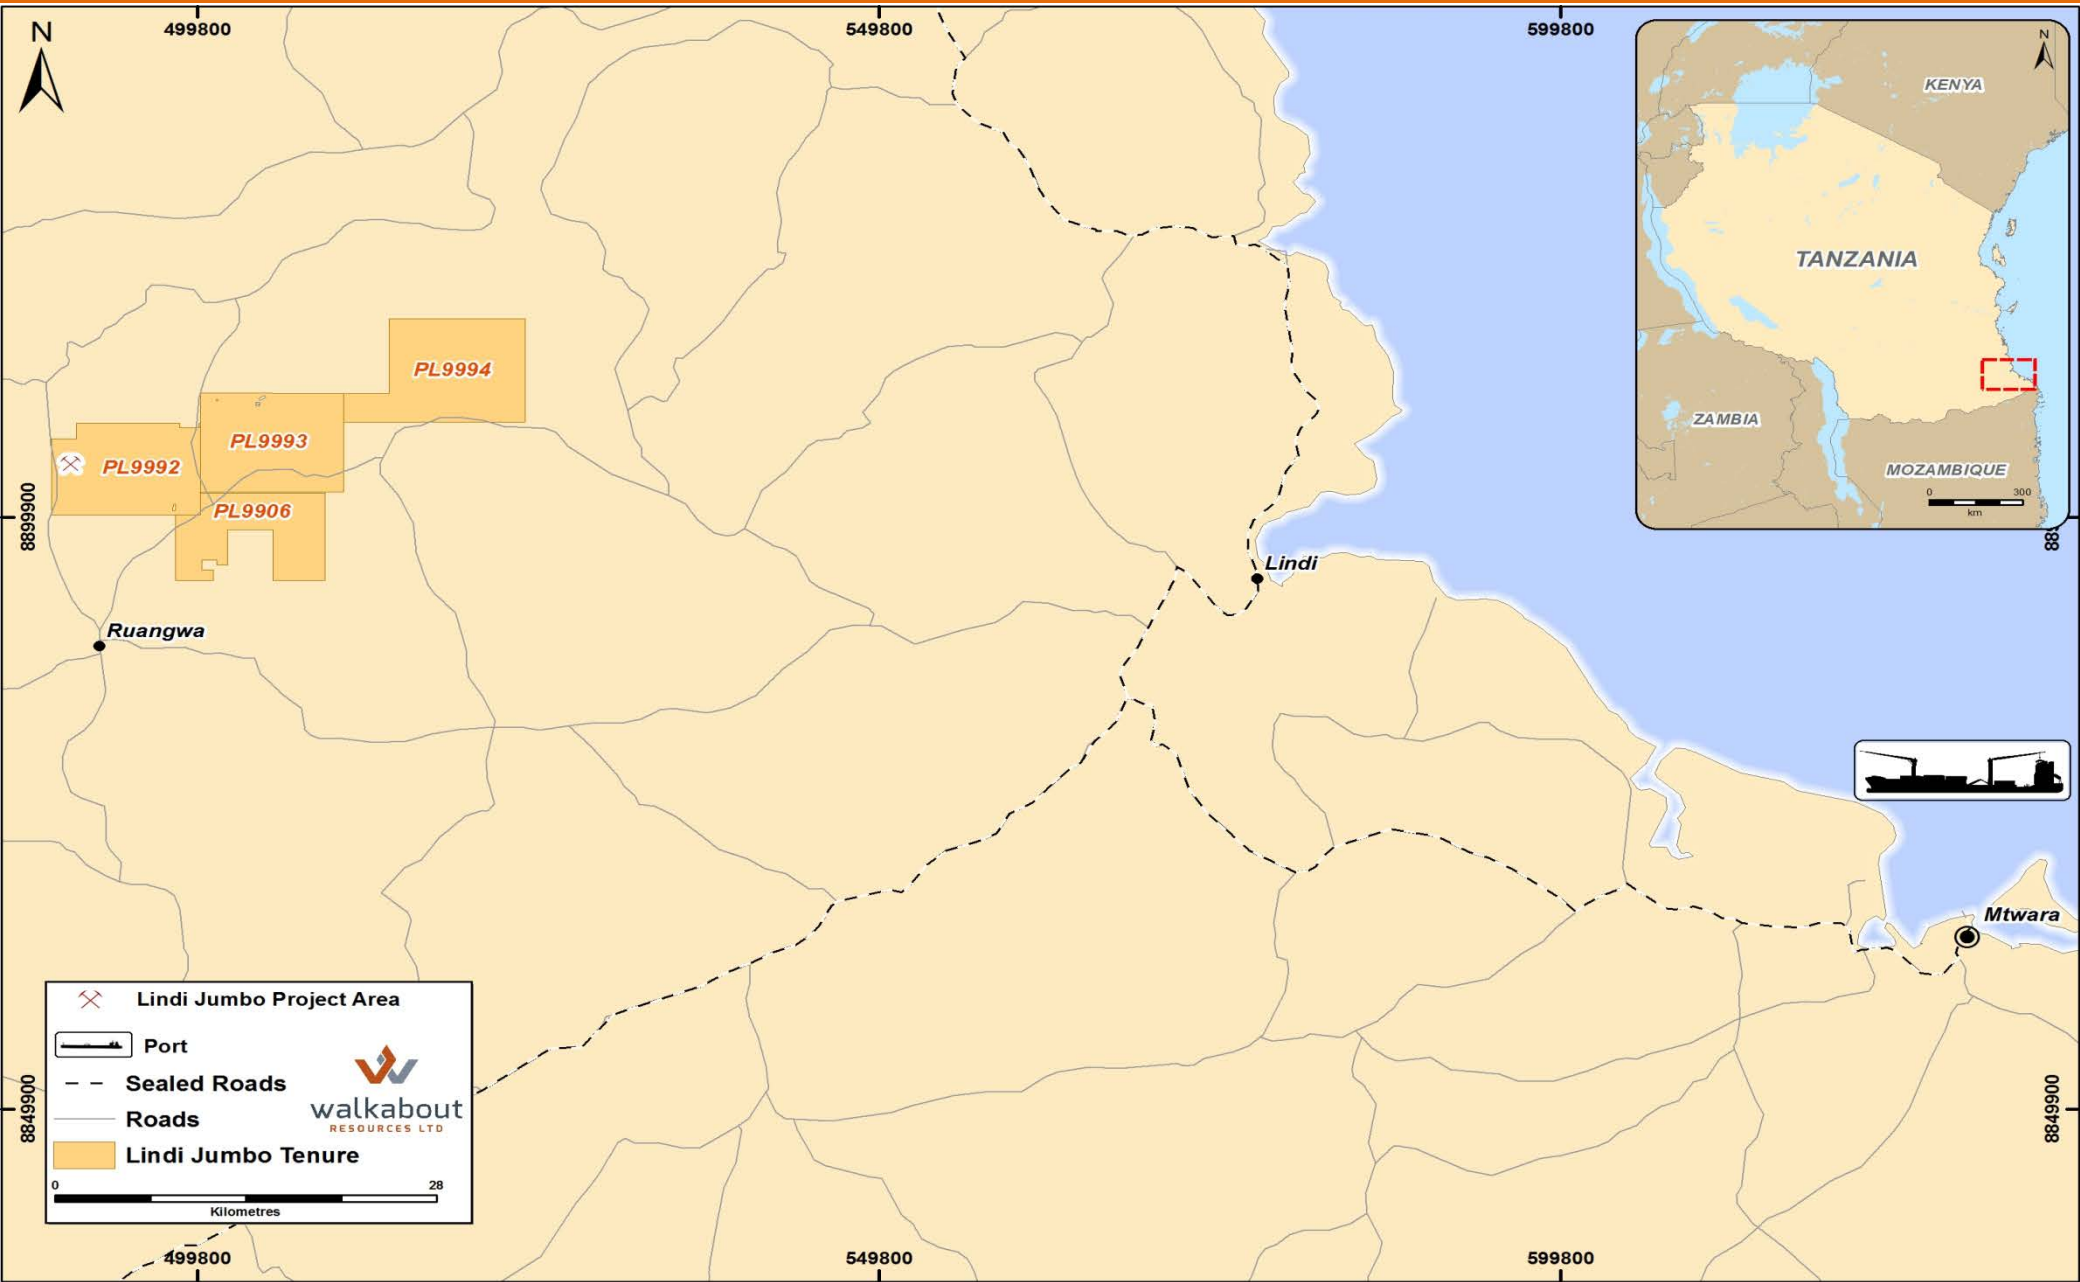 499800
549800
599800
N
N
KENYA
TANZANIA
ZAMBIA
MOZAMBIQUE
0 300
km
PL9994
PL9993
PL9992
PL9906
8899900
88
Lindi
Ruangwa
Mtwara
Lindi Jumbo Project Area
Port
Sealed Roads
Roads
Lindi Jumbo Tenure
walkabout
RESOURCES LTD
0 28
Kilometres
8849900
8849900
499800
549800
599800